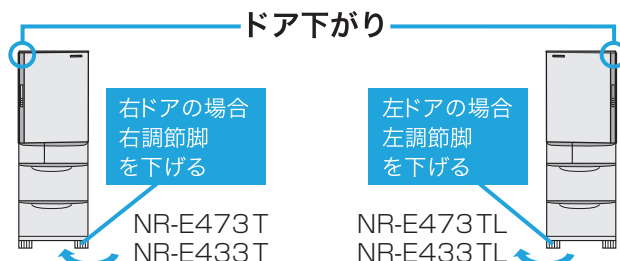 ドア下がり
右ドアの場合
右調節脚
を下げる
左ドアの場合
左調節脚
を下げる
NR-E473T
NR-E433T
NR-E473TL
NR-E433TL